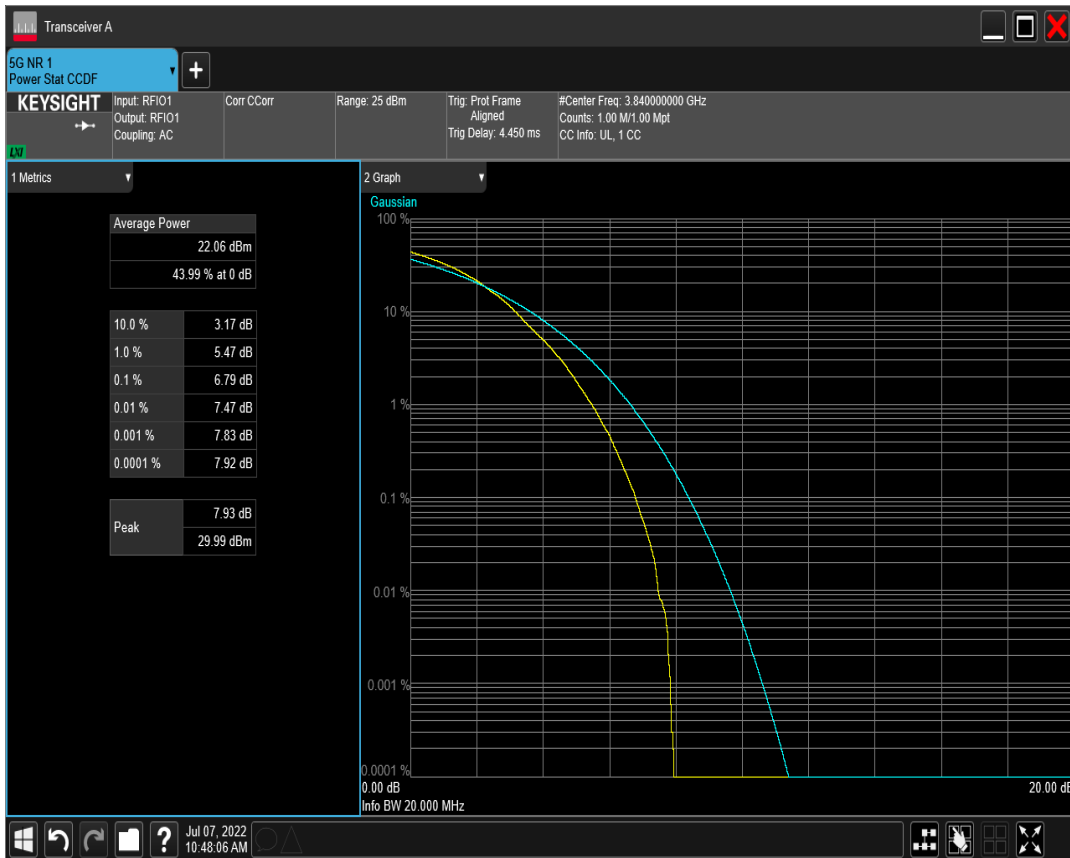 Transceiver A
5G NR 1
Power Stat CCDF
+
KEYSIGHT
LXI
Input: RFIO1
Output: RFIO1
Coupling: AC
Corr CCorr
Range: 25 dBm
Trig: Prot Frame
Aligned
Trig Delay: 4.450 ms
#Center Freq: 3.840000000 GHz
Counts: 1.00 M/1.00 Mpt
CC Info: UL, 1 CC
1 Metrics
Average Power
22.06 dBm
43.99 % at 0 dB
10.0 % 3.17 dB
1.0 % 5.47 dB
0.1 % 6.79 dB
0.01 % 7.47 dB
0.001 % 7.83 dB
0.0001 % 7.92 dB
Peak
7.93 dB
29.99 dBm
2 Graph
Gaussian
100 %
10 %
1 %
0.1 %
0.01 %
0.001 %
0.0001 %
0.00 dB 20.00 dB
Info BW 20.000 MHz
?
Jul 07, 2022
10:48:06 AM